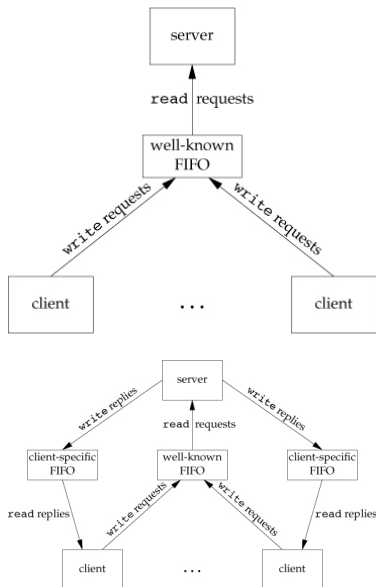 server
read requests
well-known
FIFO
write requests
write requests
client
...
client
server
write replies
write replies
read requests
client-specific
FIFO
well-known
FIFO
client-specific
FIFO
read replies
write requests
write requests
read replies
client
...
client